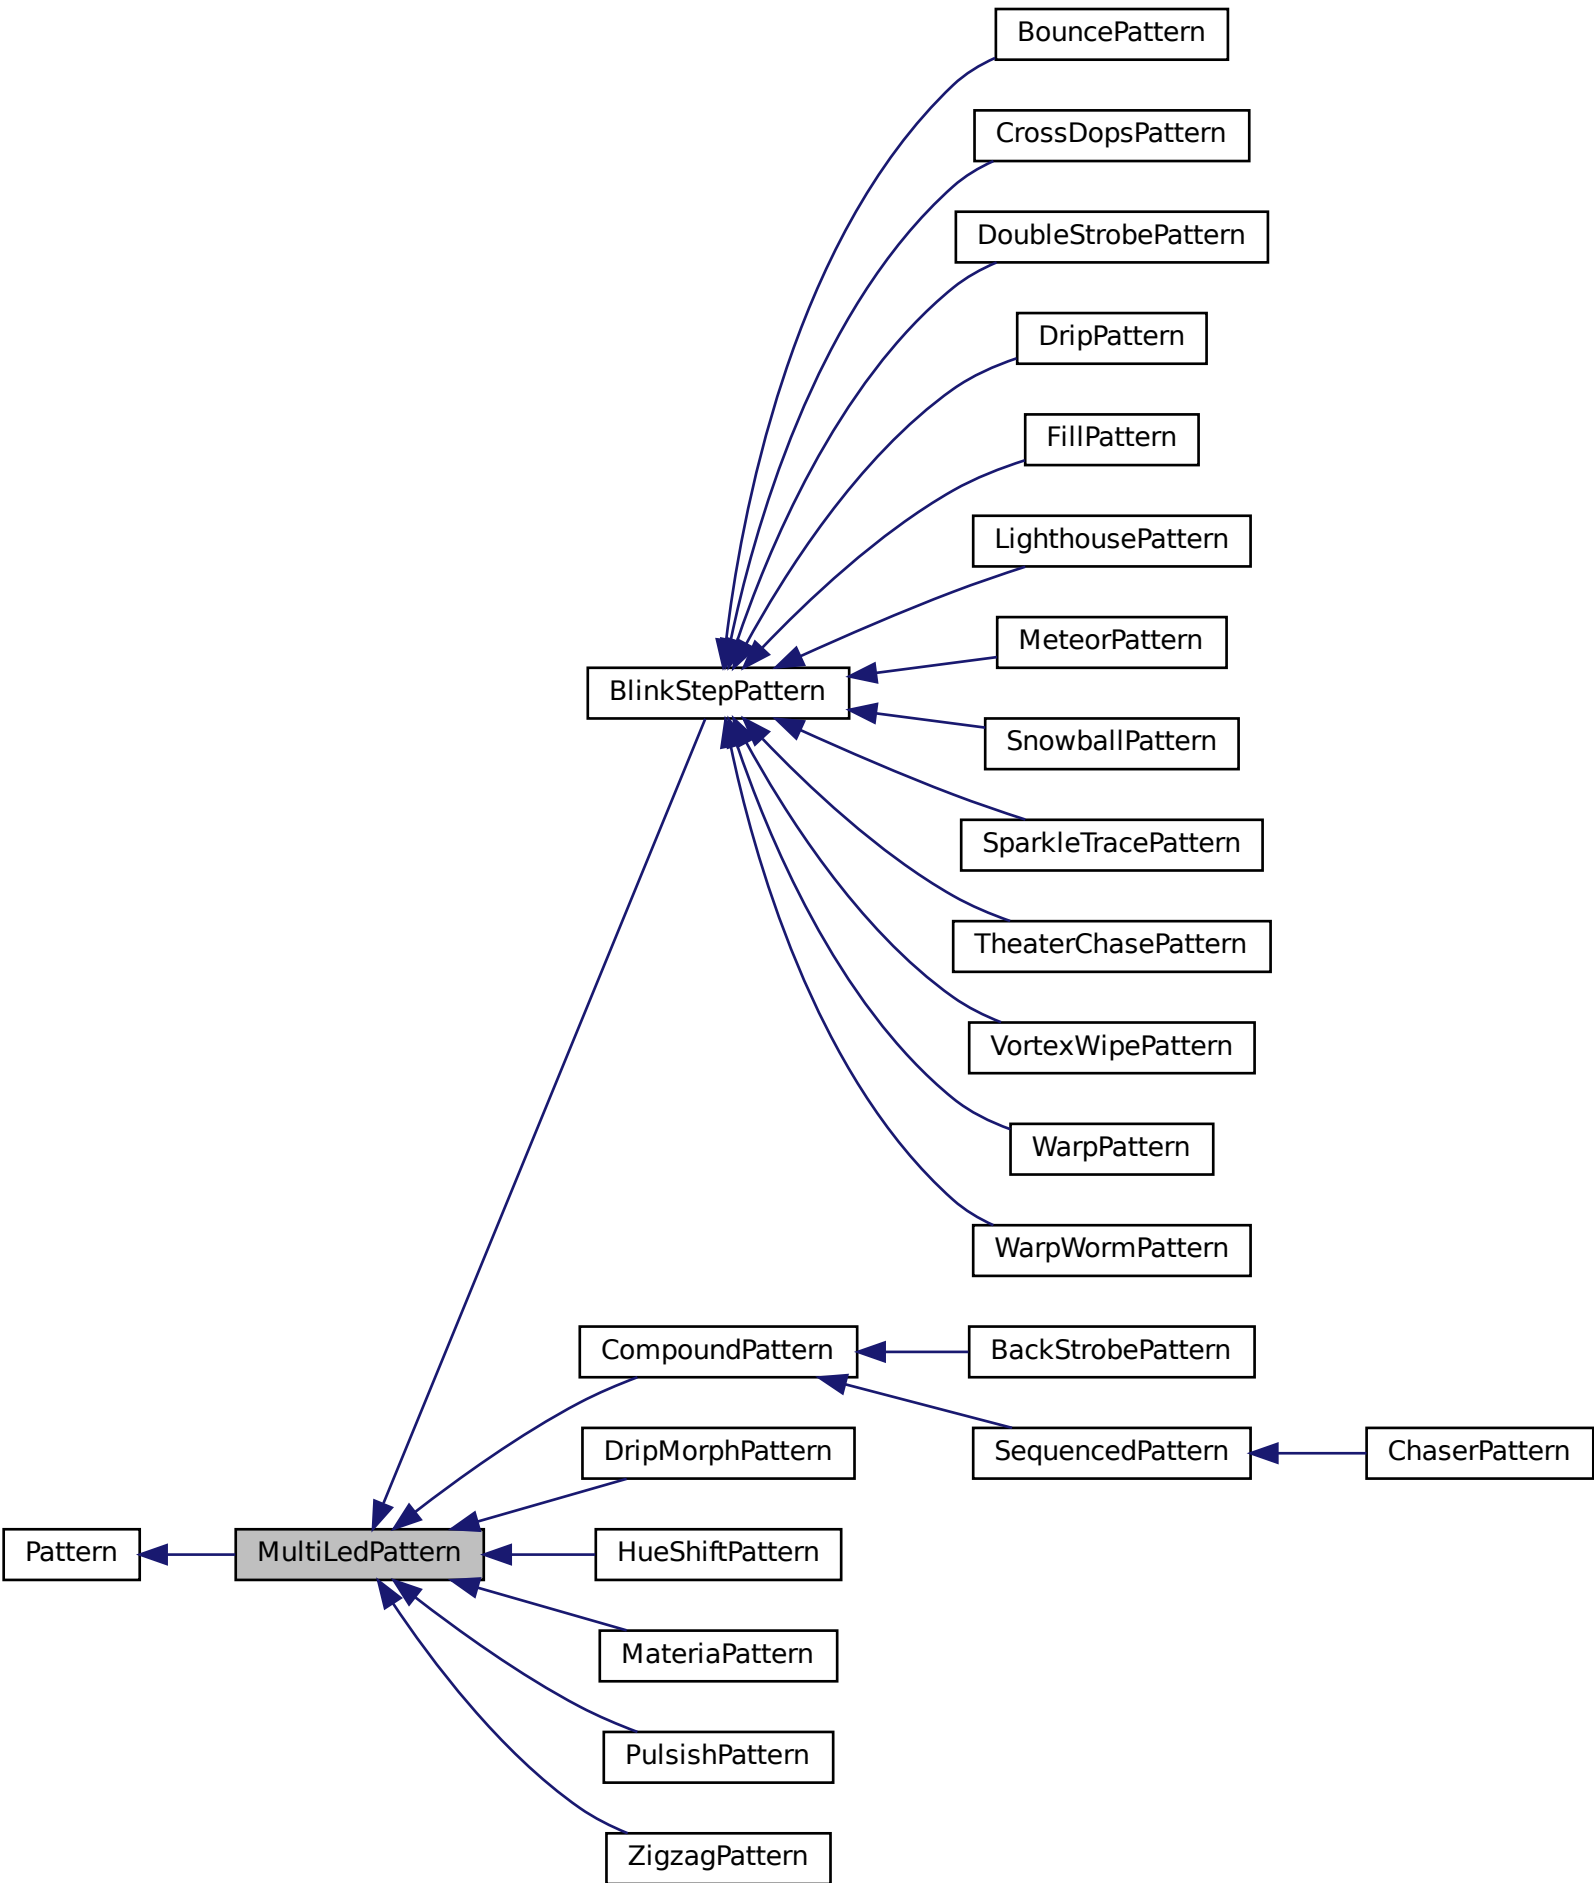 BouncePattern
CrossDopsPattern
DoubleStrobePattern
DripPattern
FillPattern
LighthousePattern
MeteorPattern
BlinkStepPattern
SnowballPattern
SparkleTracePattern
TheaterChasePattern
VortexWipePattern
WarpPattern
WarpWormPattern
CompoundPattern
BackStrobePattern
DripMorphPattern
SequencedPattern
ChaserPattern
Pattern
MultiLedPattern
HueShiftPattern
MateriaPattern
PulsishPattern
ZigzagPattern